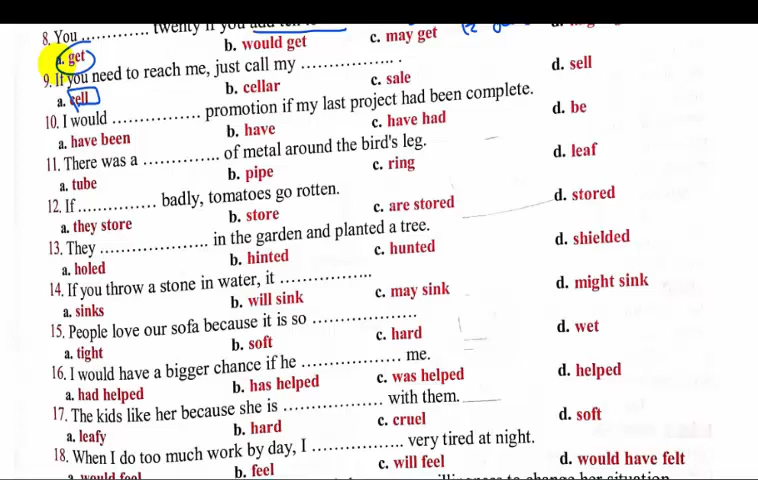 8. You ............ twenty if you add ten to
a. get b. would get c. may get
9. If you need to reach me, just call my ................. .
a. cell b. cellar c. sale d. sell
10. I would ................ promotion if my last project had been complete.
a. have been b. have c. have had d. be
11. There was a .............. of metal around the bird's leg.
a. tube b. pipe c. ring d. leaf
12. If .............. badly, tomatoes go rotten.
a. they store b. store c. are stored d. stored
13. They .................... in the garden and planted a tree.
a. holed b. hinted c. hunted d. shielded
14. If you throw a stone in water, it .................
a. sinks b. will sink c. may sink d. might sink
15. People love our sofa because it is so ...................
a. tight b. soft c. hard d. wet
16. I would have a bigger chance if he .................. me.
a. had helped b. has helped c. was helped d. helped
17. The kids like her because she is .................. with them.
a. leafy b. hard c. cruel d. soft
18. When I do too much work by day, I ................ very tired at night.
a. would feel b. feel c. will feel d. would have felt
to change her situation